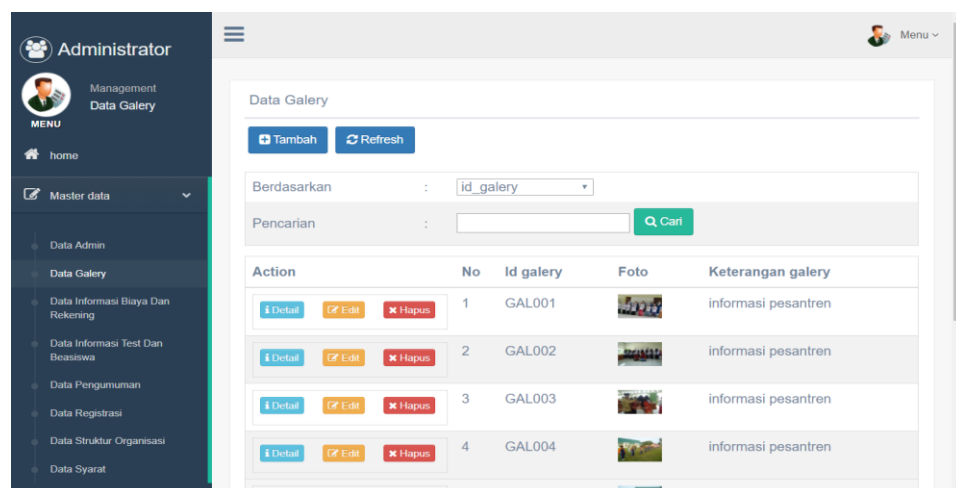 Administrator
Management
Data Galery
MENU
home
Master data
Data Admin
Data Galery
Data Informasi Biaya Dan
Rekening
Data Informasi Test Dan
Beasiswa
Data Pengumuman
Data Registrasi
Data Struktur Organisasi
Data Syarat
Menu
Data Galery
Tambah Refresh
Berdasarkan : id_galery
Pencarian : Cari
Action No Id galery Foto Keterangan galery
Detail Edit Hapus 1 GAL001 informasi pesantren
Detail Edit Hapus 2 GAL002 informasi pesantren
Detail Edit Hapus 3 GAL003 informasi pesantren
Detail Edit Hapus 4 GAL004 informasi pesantren